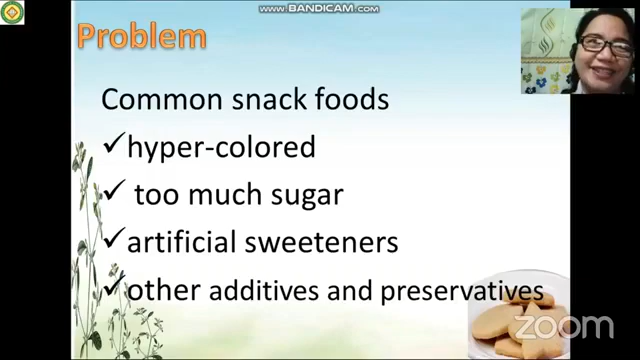 WWW.BANDICAM.COM
Problem
Common snack foods
✓hyper-colored
✓ too much sugar
✓artificial sweeteners
✓other additives and preservatives
zoom